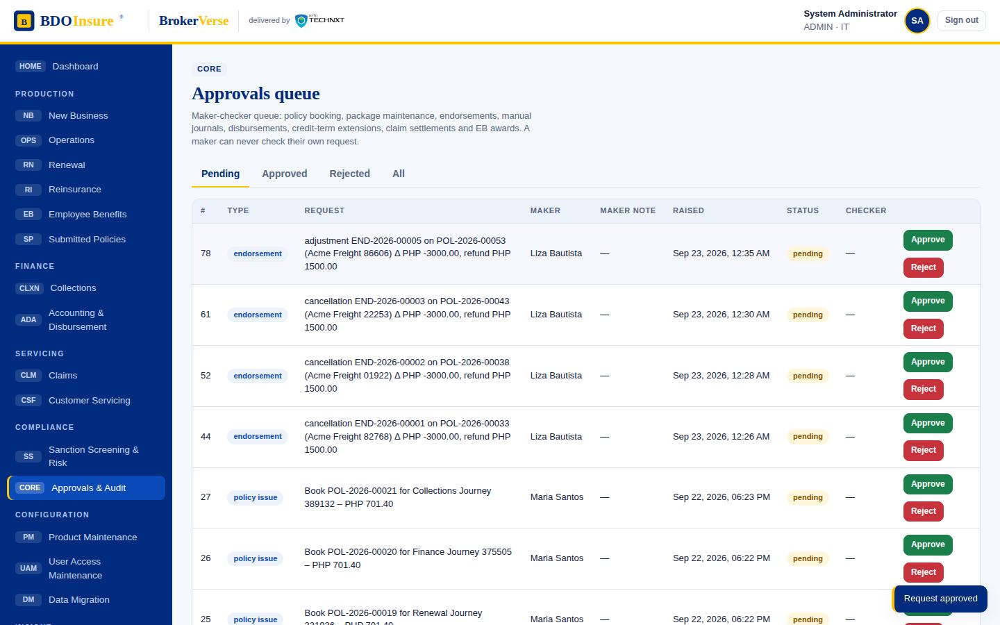 B BDOInsure ®
BrokerVerse
delivered by
TECHNXT
System Administrator
ADMIN · IT
SA
Sign out
HOME Dashboard
PRODUCTION
NB New Business
OPS Operations
RN Renewal
RI Reinsurance
EB Employee Benefits
SP Submitted Policies
FINANCE
CLXN Collections
ADA Accounting &
Disbursement
SERVICING
CLM Claims
CSF Customer Servicing
COMPLIANCE
SS Sanction Screening &
Risk
CORE Approvals & Audit
CONFIGURATION
PM Product Maintenance
UAM User Access
Maintenance
DM Data Migration
CORE
Approvals queue
Maker-checker queue: policy booking, package maintenance, endorsements, manual
journals, disbursements, credit-term extensions, claim settlements and EB awards. A
maker can never check their own request.
Pending Approved Rejected All
# TYPE REQUEST MAKER MAKER NOTE RAISED STATUS CHECKER
78 endorsement adjustment END-2026-00005 on POL-2026-00053
(Acme Freight 86606) Δ PHP -3000.00, refund PHP
1500.00
Liza Bautista — Sep 23, 2026, 12:35 AM pending —
Approve
Reject
61 endorsement cancellation END-2026-00003 on POL-2026-00043
(Acme Freight 22253) Δ PHP -3000.00, refund PHP
1500.00
Liza Bautista — Sep 23, 2026, 12:30 AM pending —
Approve
Reject
52 endorsement cancellation END-2026-00002 on POL-2026-00038
(Acme Freight 01922) Δ PHP -3000.00, refund PHP
1500.00
Liza Bautista — Sep 23, 2026, 12:28 AM pending —
Approve
Reject
44 endorsement cancellation END-2026-00001 on POL-2026-00033
(Acme Freight 82768) Δ PHP -3000.00, refund PHP
1500.00
Liza Bautista — Sep 23, 2026, 12:26 AM pending —
Approve
Reject
27 policy issue Book POL-2026-00021 for Collections Journey
389132 – PHP 701.40
Maria Santos — Sep 22, 2026, 06:23 PM pending —
Approve
Reject
26 policy issue Book POL-2026-00020 for Finance Journey 375505
– PHP 701.40
Maria Santos — Sep 22, 2026, 06:22 PM pending —
Approve
Reject
25 policy issue Book POL-2026-00019 for Renewal Journey
Maria Santos — Sep 22, 2026, 06:22 PM pending —
Request approved